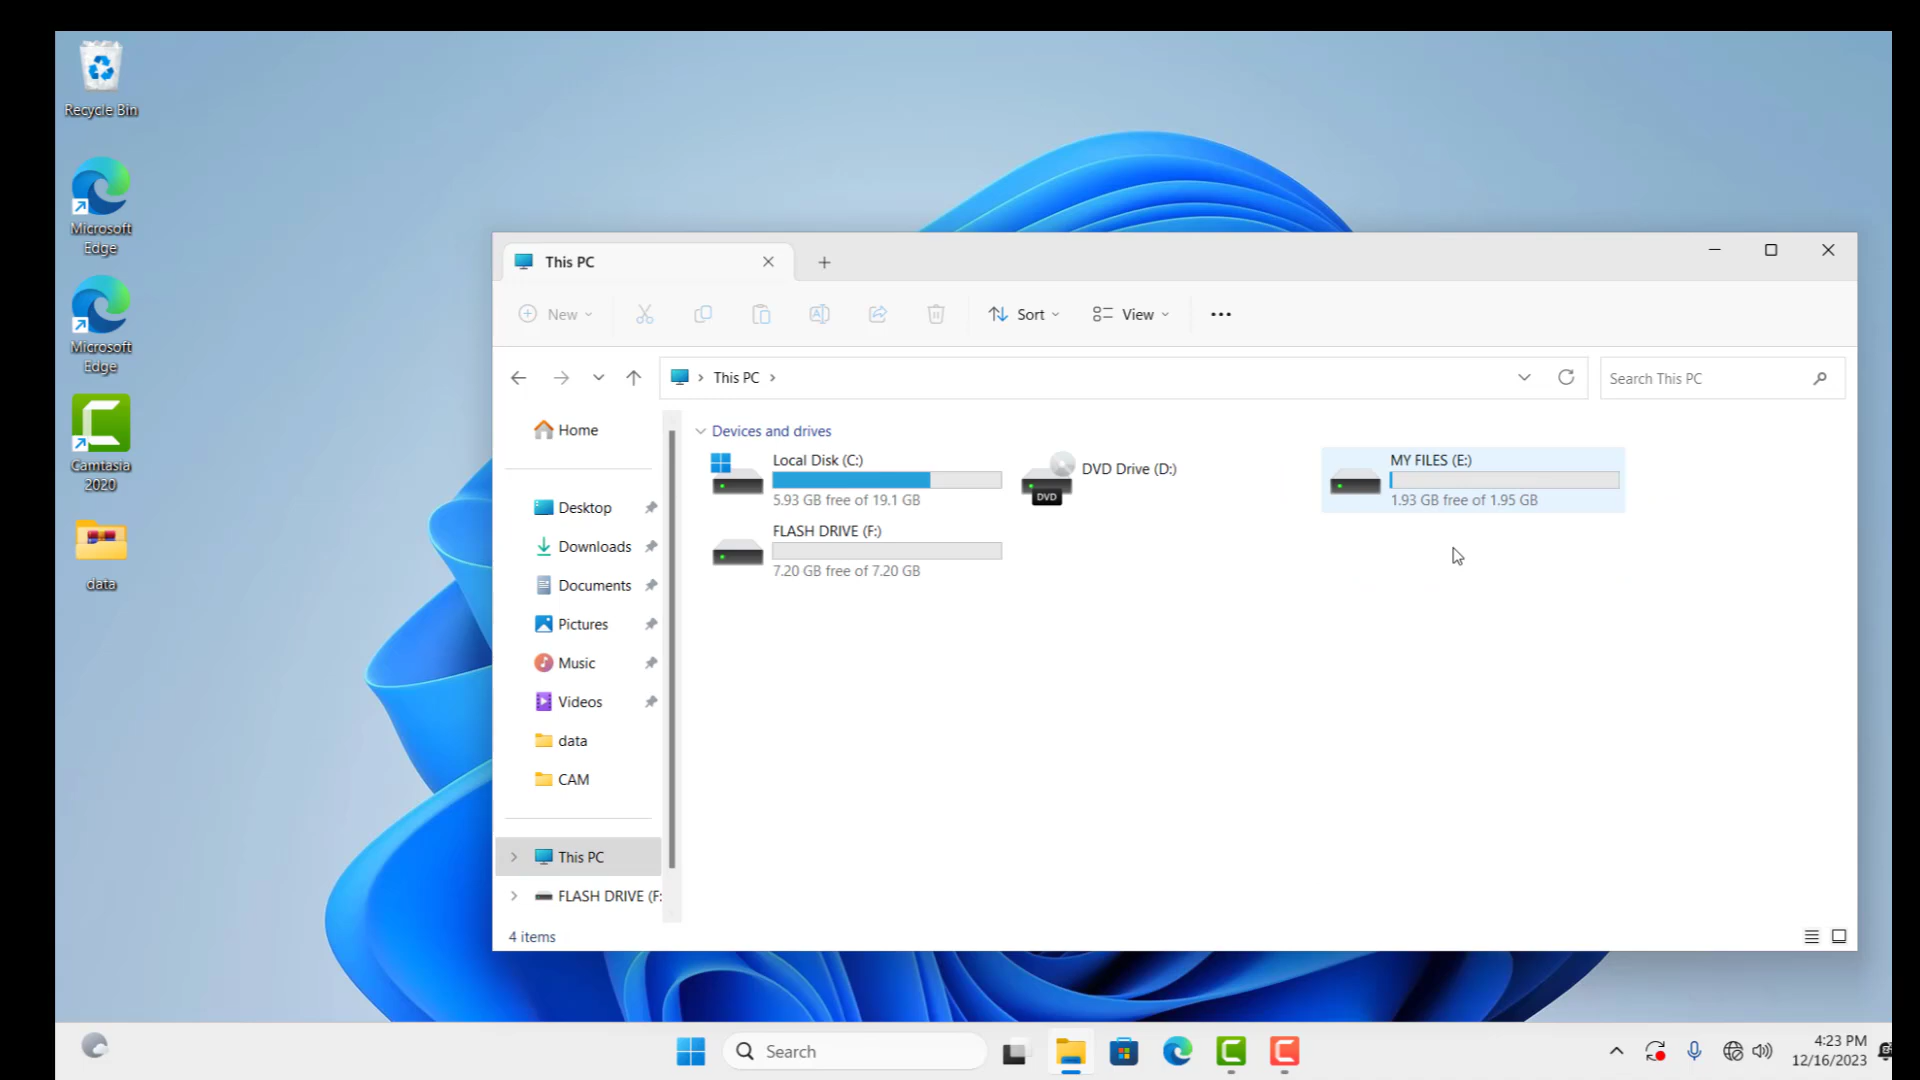 Recycle Bin
Microsoft
Edge
Microsoft
Edge
Camtasia
2020
data
This PC
New
Sort
View
This PC
Search This PC
Home
Desktop
Downloads
Documents
Pictures
Music
Videos
data
CAM
This PC
FLASH DRIVE (F:
Devices and drives
Local Disk (C:)
5.93 GB free of 19.1 GB
DVD Drive (D:)
DVD
MY FILES (E:)
1.93 GB free of 1.95 GB
FLASH DRIVE (F:)
7.20 GB free of 7.20 GB
4 items
Search
4:23 PM
12/16/2023